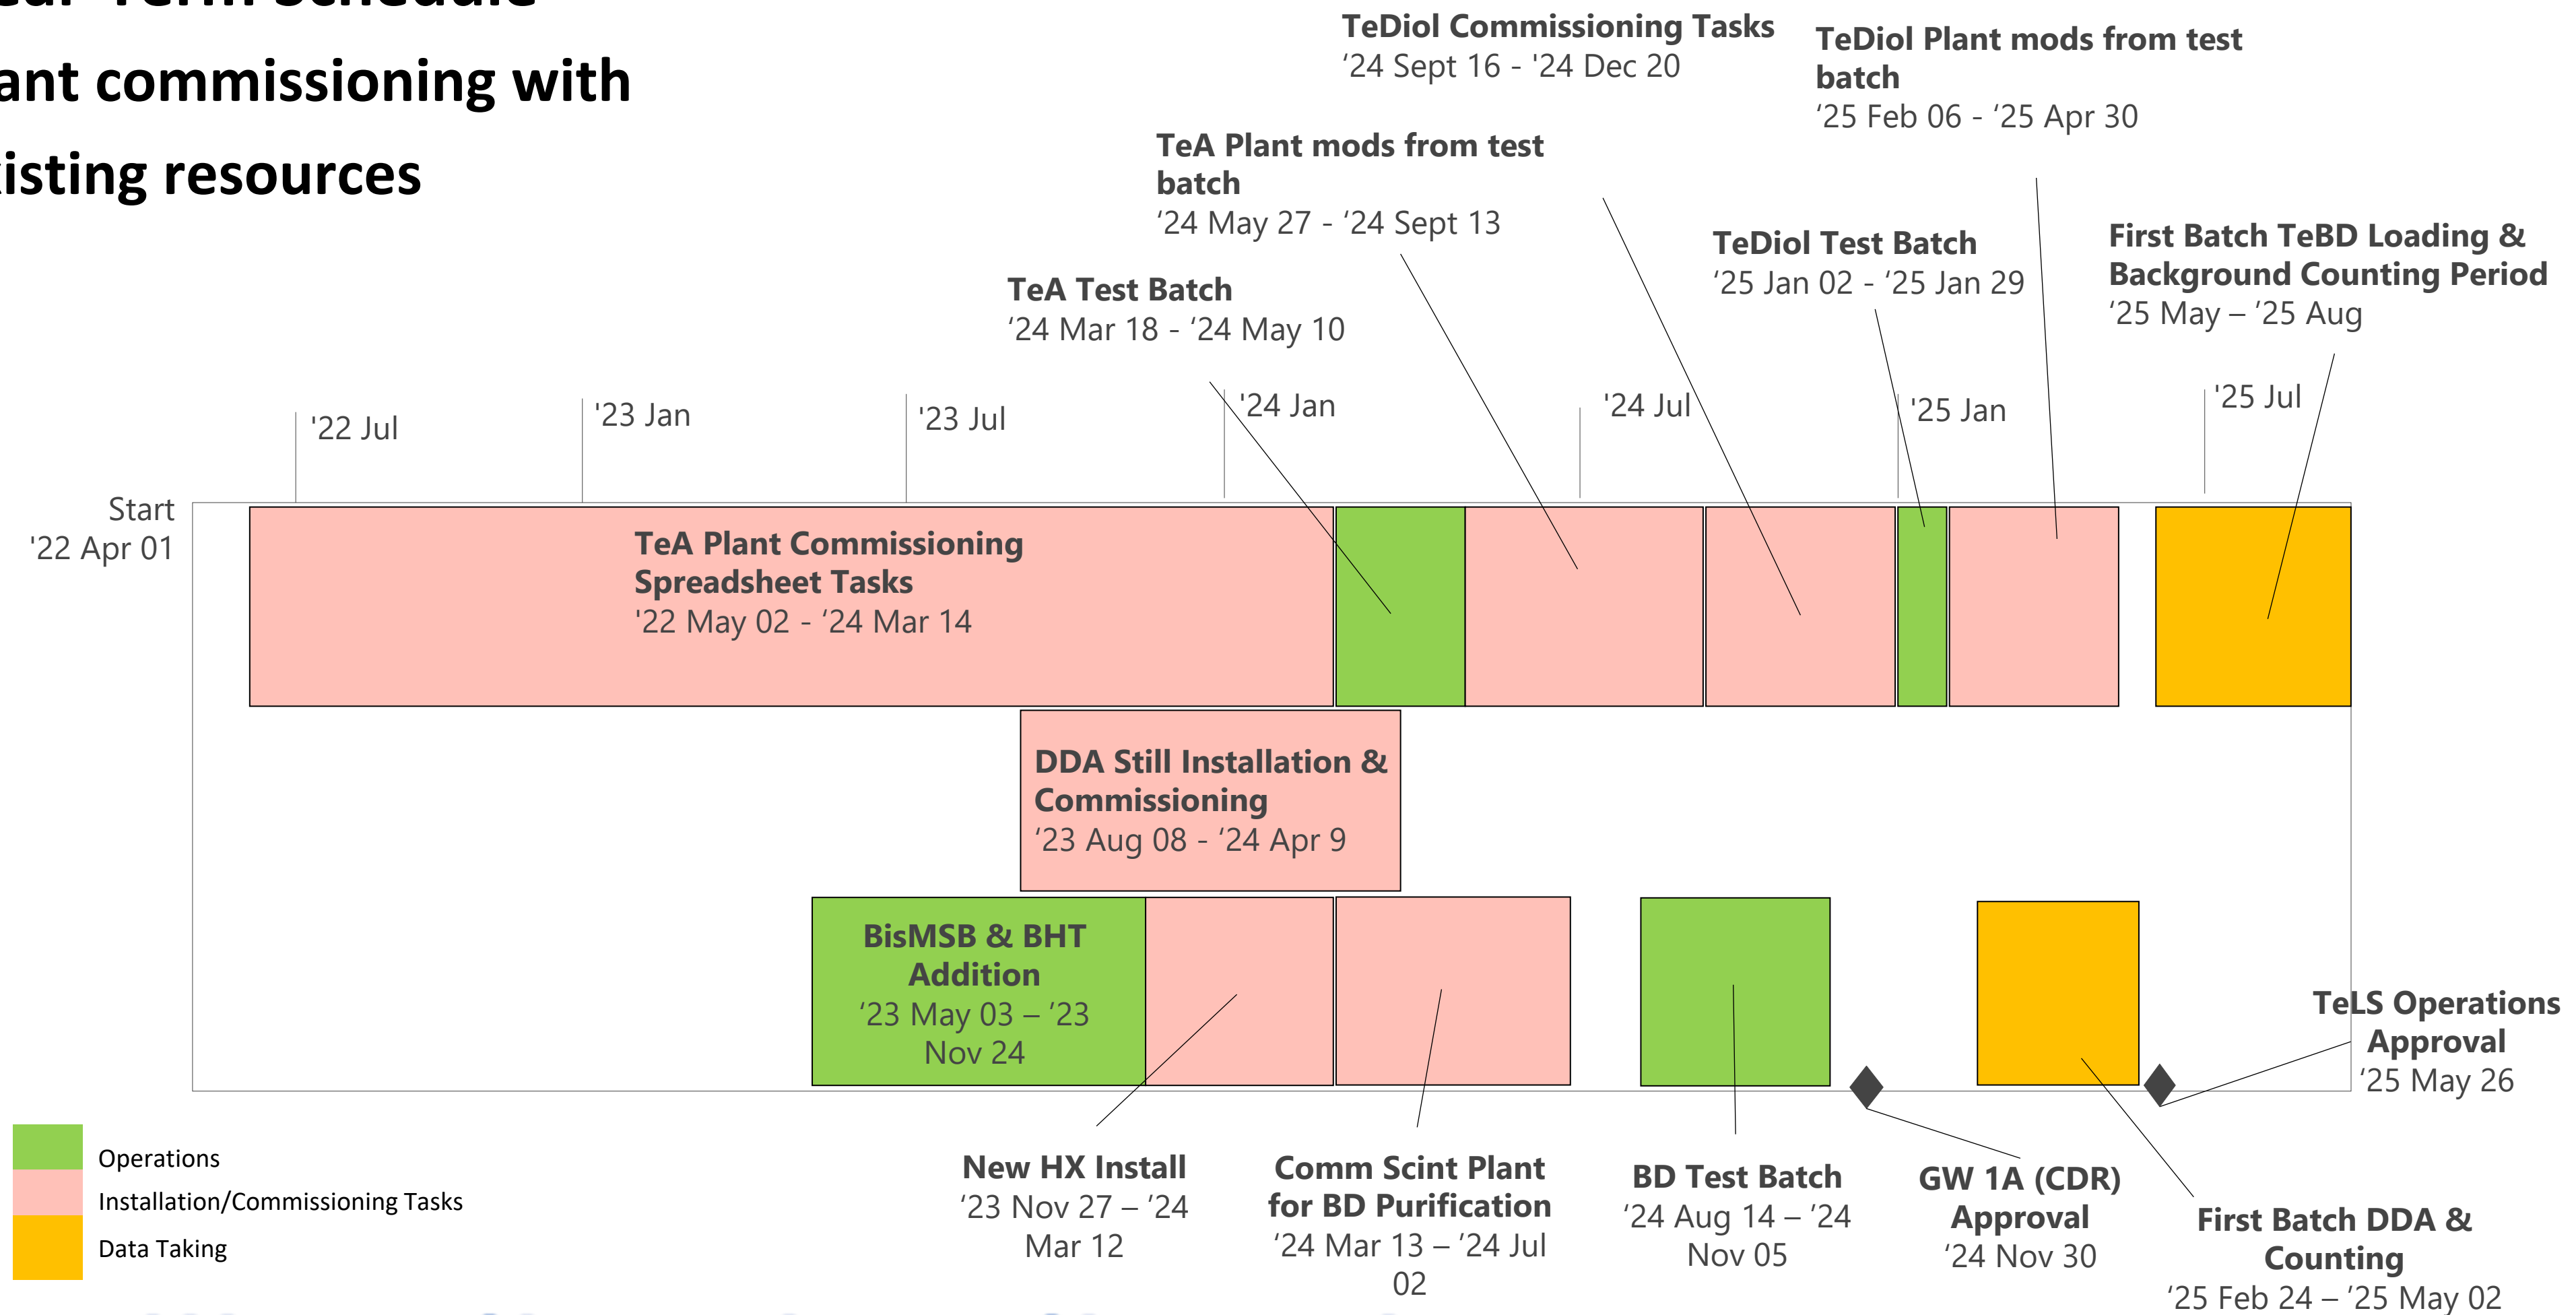 ant commissioning with
isting resources
TeDiol Commissioning Tasks
‘24 Sept 16 - '24 Dec 20
TeDiol Plant mods from test
batch
‘25 Feb 06 - ‘25 Apr 30
TeA Plant mods from test
batch
‘24 May 27 - ‘24 Sept 13
TeDiol Test Batch
‘25 Jan 02 - ‘25 Jan 29
First Batch TeBD Loading &
Background Counting Period
‘25 May – ’25 Aug
TeA Test Batch
‘24 Mar 18 - ‘24 May 10
'22 Jul
'23 Jan
'23 Jul
'24 Jan
'24 Jul
'25 Jan
'25 Jul
Start
'22 Apr 01
TeA Plant Commissioning
Spreadsheet Tasks
'22 May 02 - ‘24 Mar 14
DDA Still Installation &
Commissioning
‘23 Aug 08 - ‘24 Apr 9
BisMSB & BHT
Addition
‘23 May 03 – ’23
Nov 24
TeLS Operations
Approval
‘25 May 26
New HX Install
‘23 Nov 27 – ‘24
Mar 12
Comm Scint Plant
for BD Purification
‘24 Mar 13 – ’24 Jul
02
BD Test Batch
‘24 Aug 14 – ‘24
Nov 05
GW 1A (CDR)
Approval
‘24 Nov 30
First Batch DDA &
Counting
‘25 Feb 24 – ’25 May 02
Operations
Installation/Commissioning Tasks
Data Taking